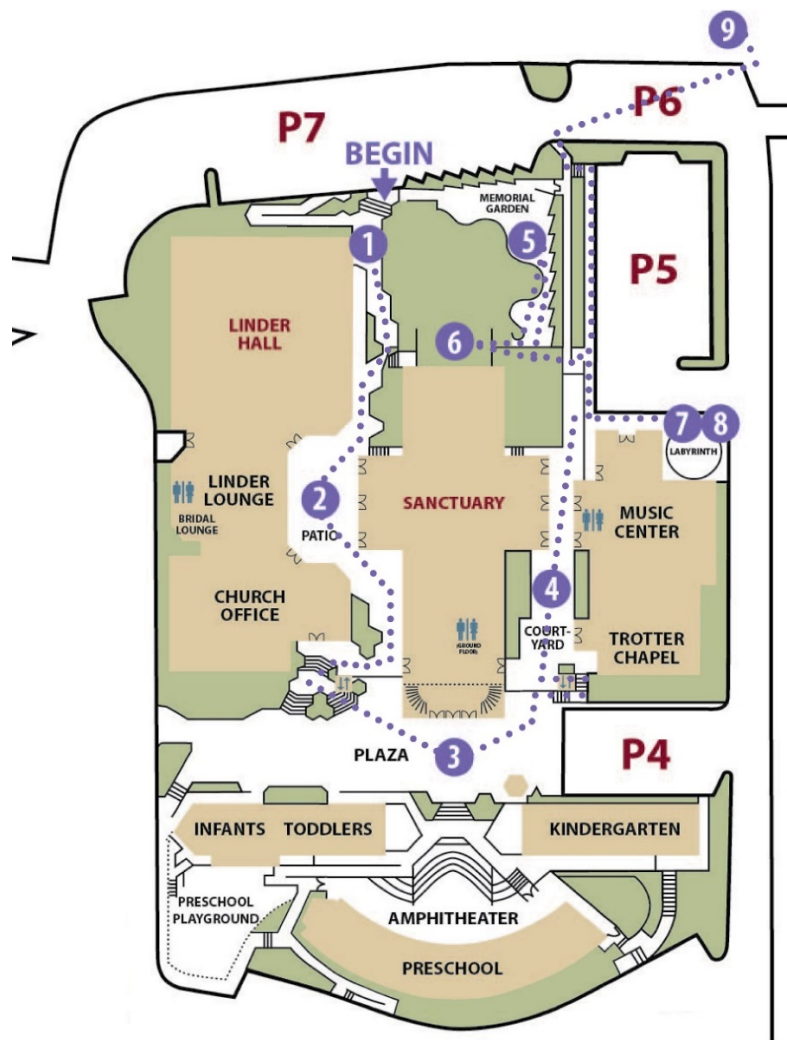 9
P6
P7
BEGIN
MEMORIAL
GARDEN
1
5
P5
LINDER
HALL
6
7
8
LABYRINTH
LINDER
LOUNGE
BRIDAL
LOUNGE
2
PATIO
SANCTUARY
MUSIC
CENTER
CHURCH
OFFICE
(GROUND
FLOOR)
4
COURT-
YARD
TROTTER
CHAPEL
PLAZA
3
P4
INFANTS
TODDLERS
KINDERGARTEN
PRESCHOOL
PLAYGROUND
AMPHITHEATER
PRESCHOOL